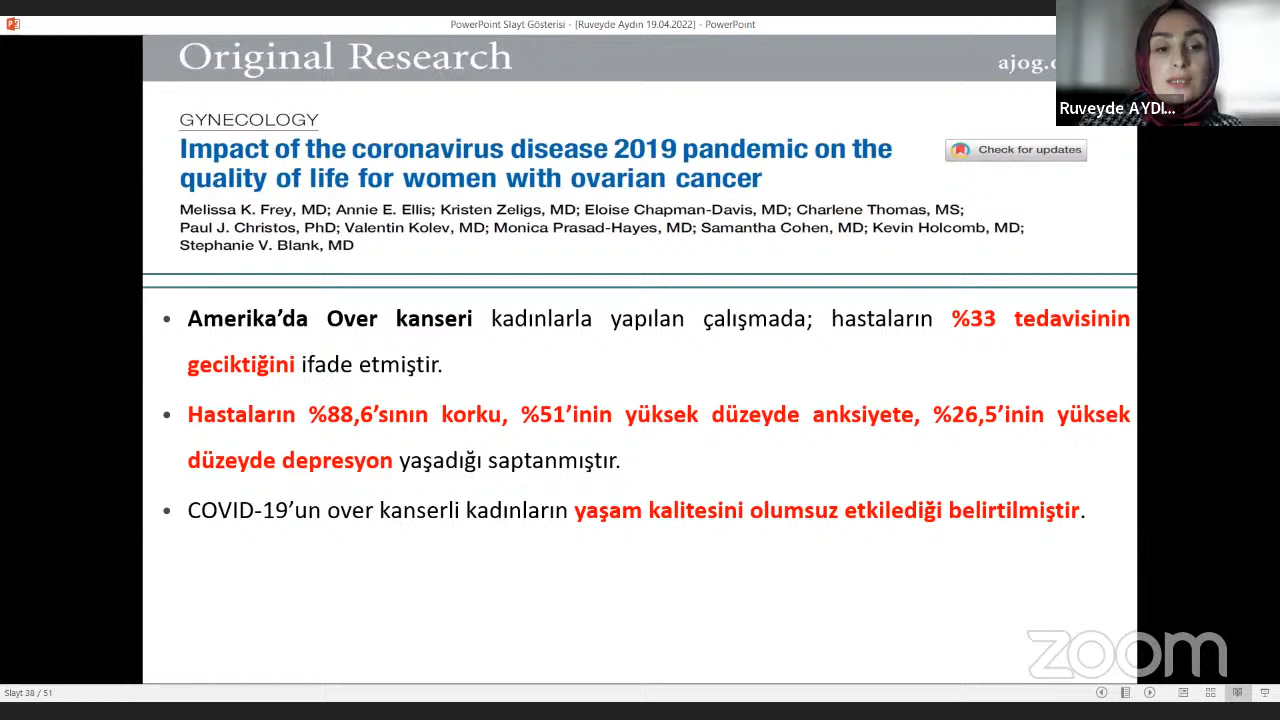 PowerPoint Slayt Gösterisi - [Ruveyde Aydın 19.04.2022] - PowerPoint
Original Research
ajog.
Ruveyde AYDI...
GYNECOLOGY
Impact of the coronavirus disease 2019 pandemic on the
quality of life for women with ovarian cancer
Check for updates
Melissa K. Frey, MD; Annie E. Ellis; Kristen Zeligs, MD; Eloise Chapman-Davis, MD; Charlene Thomas, MS;
Paul J. Christos, PhD; Valentin Kolev, MD; Monica Prasad-Hayes, MD; Samantha Cohen, MD; Kevin Holcomb, MD;
Stephanie V. Blank, MD
• Amerika’da Over kanseri kadınlarla yapılan çalışmada; hastaların %33 tedavisinin
geciktiğini ifade etmiştir.
• Hastaların %88,6’sının korku, %51’inin yüksek düzeyde anksiyete, %26,5’inin yüksek
düzeyde depresyon yaşadığı saptanmıştır.
• COVID-19’un over kanserli kadınların yaşam kalitesini olumsuz etkilediği belirtilmiştir.
zoom
Slayt 38 / 51